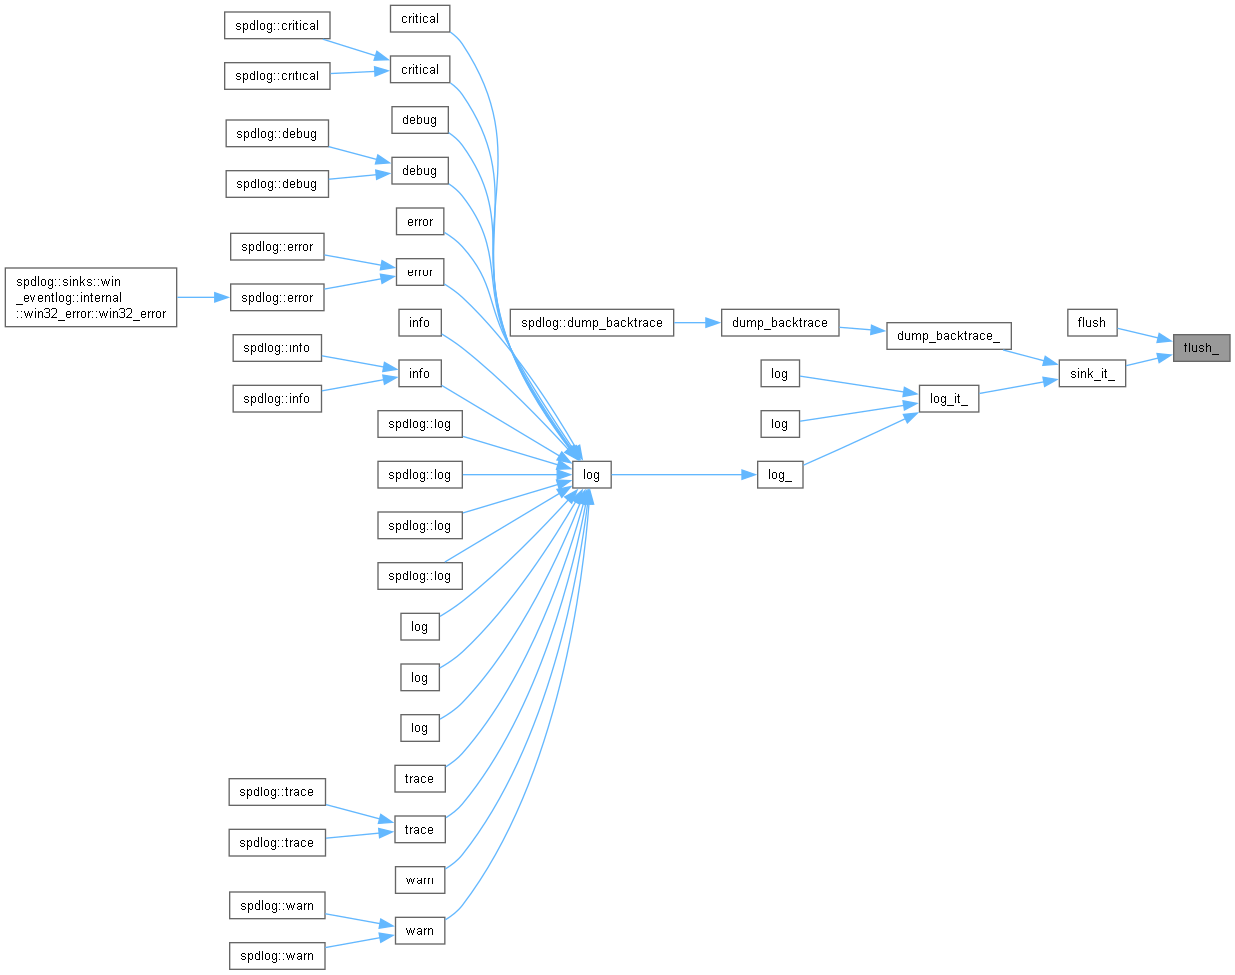 critical
spdlog::critical
critical
spdlog::critical
debug
spdlog::debug
debug
spdlog::debug
error
spdlog::error
error
spdlog::sinks::win
_eventlog::internal
::win32_error::win32_error
spdlog::error
info
spdlog::dump_backtrace
dump_backtrace
dump_backtrace_
flush
flush_
spdlog::info
info
spdlog::info
log
sink_it_
log_it_
spdlog::log
log
spdlog::log
log
log_
spdlog::log
spdlog::log
log
log
log
trace
spdlog::trace
trace
spdlog::trace
warn
spdlog::warn
warn
spdlog::warn